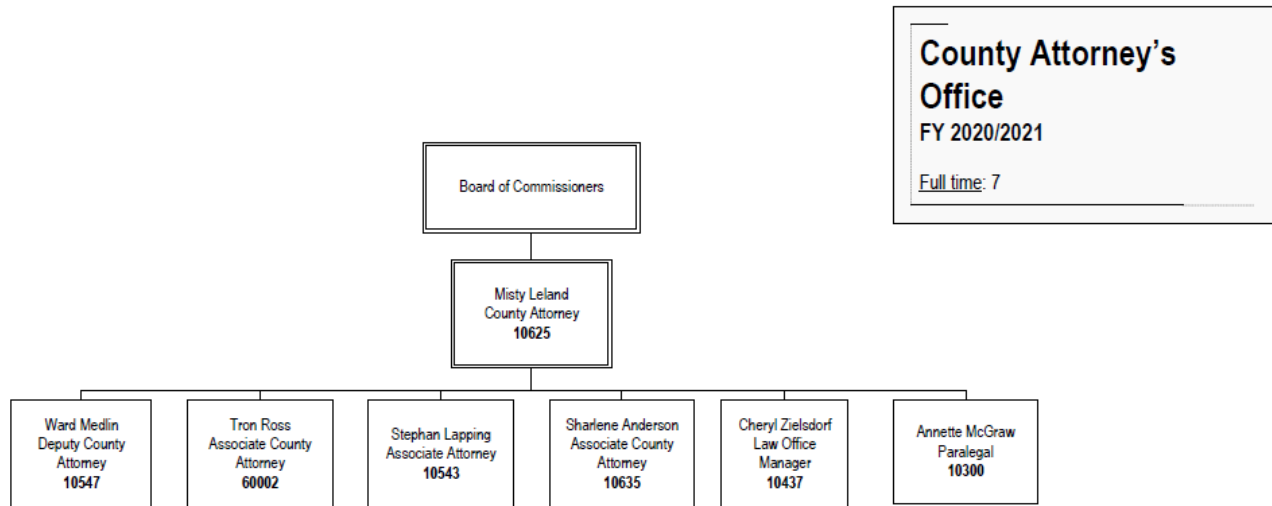 County Attorney's
Office
FY 2020/2021
Full time: 7
Board of Commissioners
Misty Leland
County Attorney
10625
Ward Medlin
Deputy County
Attorney
10547
Tron Ross
Associate County
Attorney
60002
Stephan Lapping
Associate Attorney
10543
Sharlene Anderson
Associate County
Attorney
10635
Cheryl Zielsdorf
Law Office
Manager
10437
Annette McGraw
Paralegal
10300